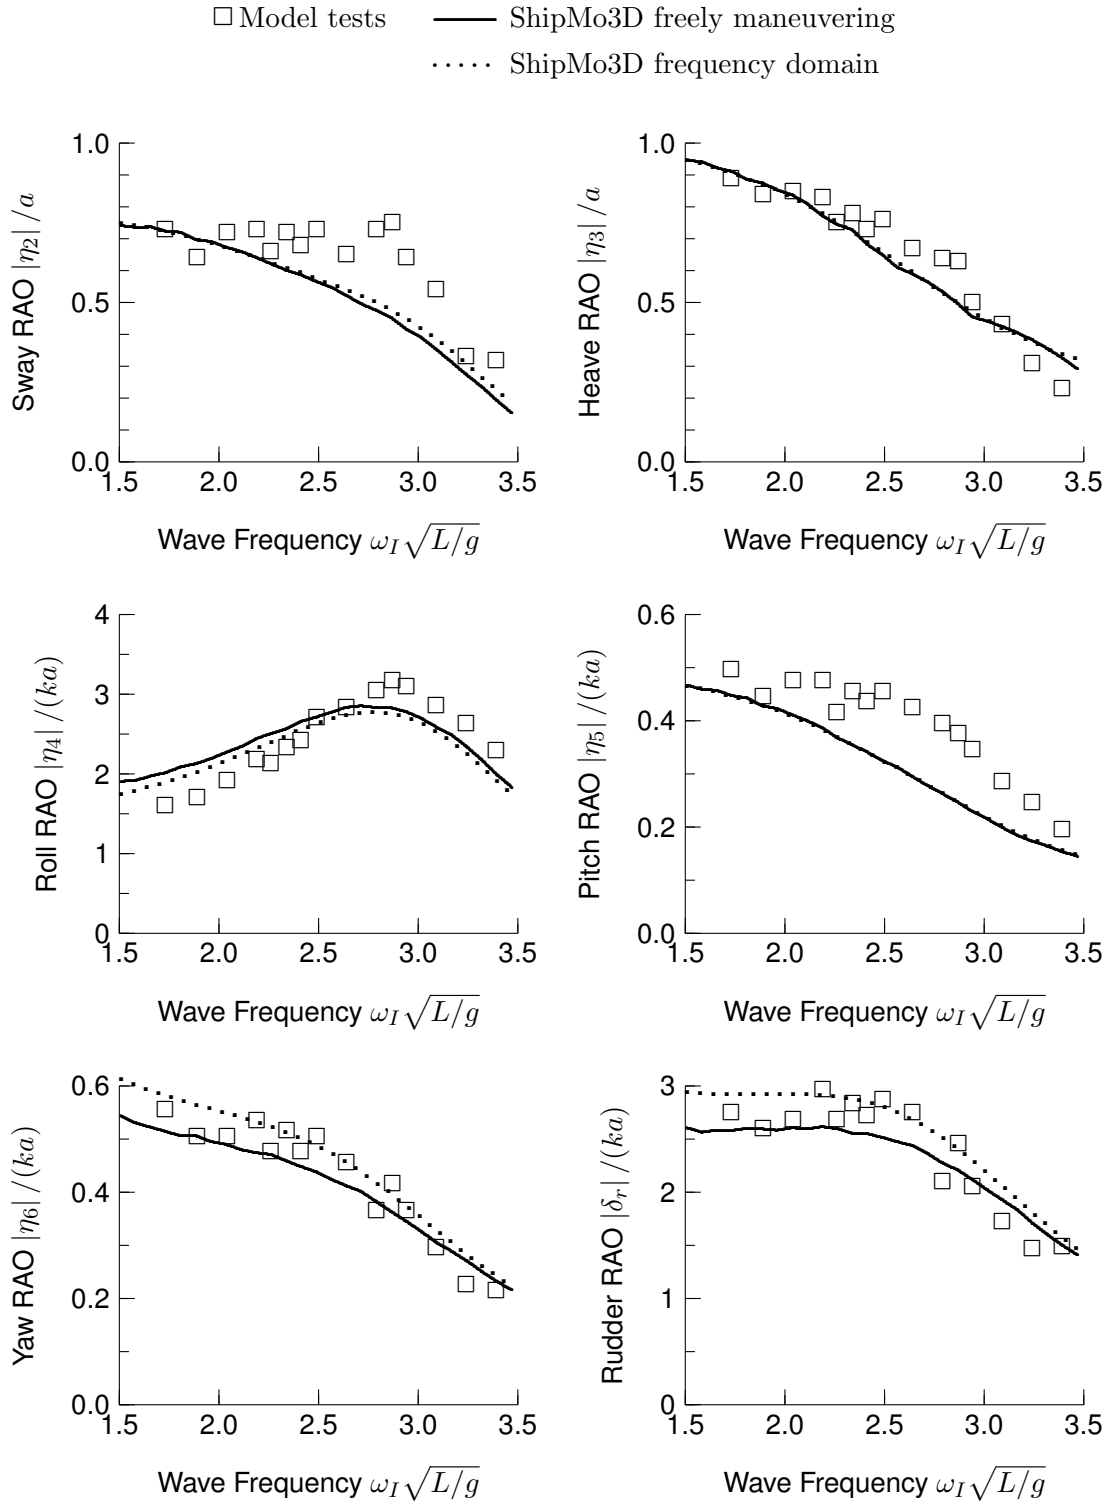 Model tests ShipMo3D freely maneuvering
ShipMo3D frequency domain
Sway RAO |η2|/a
1.0
0.5
0.0
1.5 2.0 2.5 3.0 3.5
Wave Frequency ωI√L/g
Heave RAO |η3|/a
1.0
0.5
0.0
1.5 2.0 2.5 3.0 3.5
Wave Frequency ωI√L/g
Roll RAO |η4|/(ka)
4
3
2
1
0
1.5 2.0 2.5 3.0 3.5
Wave Frequency ωI√L/g
Pitch RAO |η5|/(ka)
0.6
0.4
0.2
0.0
1.5 2.0 2.5 3.0 3.5
Wave Frequency ωI√L/g
Yaw RAO |η6|/(ka)
0.6
0.4
0.2
0.0
1.5 2.0 2.5 3.0 3.5
Wave Frequency ωI√L/g
Rudder RAO |δr|/(ka)
3
2
1
0
1.5 2.0 2.5 3.0 3.5
Wave Frequency ωI√L/g